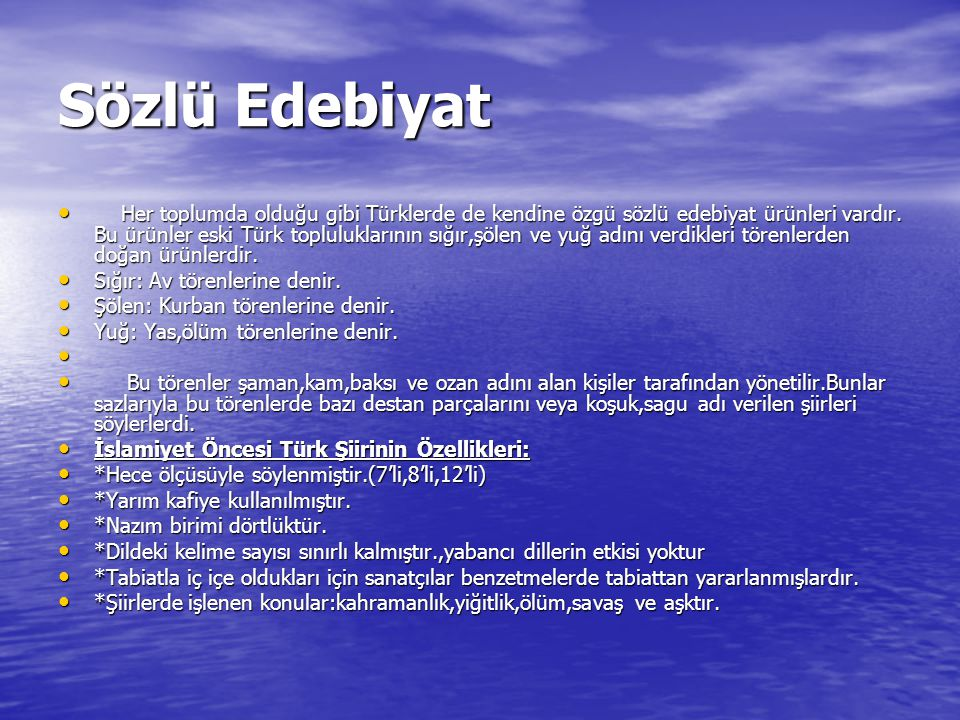 Sözlü Edebiyat
• Her toplumda olduğu gibi Türklerde de kendine özgü sözlü edebiyat ürünleri vardır.
Bu ürünler eski Türk topluluklarının sığır,şölen ve yuğ adını verdikleri törenlerden
doğan ürünlerdir.
• Sığır: Av törenlerine denir.
• Şölen: Kurban törenlerine denir.
• Yuğ: Yas,ölüm törenlerine denir.
•
• Bu törenler şaman,kam,baksı ve ozan adını alan kişiler tarafından yönetilir.Bunlar
sazlarıyla bu törenlerde bazı destan parçalarını veya koşuk,sagu adı verilen şiirleri
söylerlerdi.
• İslamiyet Öncesi Türk Şiirinin Özellikleri:
• *Hece ölçüsüyle söylenmiştir.(7’li,8’li,12’li)
• *Yarım kafiye kullanılmıştır.
• *Nazım birimi dörtlüktür.
• *Dildeki kelime sayısı sınırlı kalmıştır.,yabancı dillerin etkisi yoktur
• *Tabiatla iç içe oldukları için sanatçılar benzetmelerde tabiattan yararlanmışlardır.
• *Şiirlerde işlenen konular:kahramanlık,yiğitlik,ölüm,savaş ve aşktır.